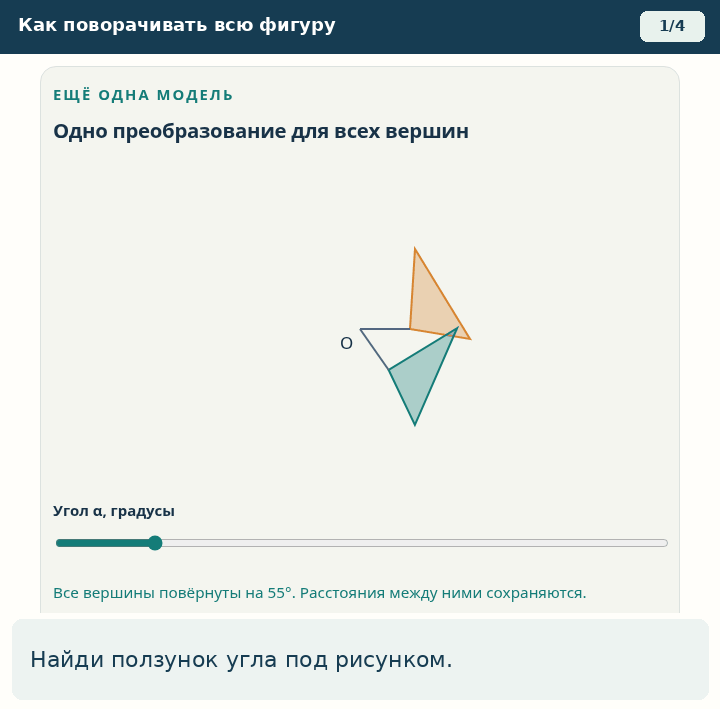 Как поворачивать всю фигуру
1/4
ЕЩЁ ОДНА МОДЕЛЬ
Одно преобразование для всех вершин
O
Угол α, градусы
Все вершины повёрнуты на 55°. Расстояния между ними сохраняются.
Найди ползунок угла под рисунком.